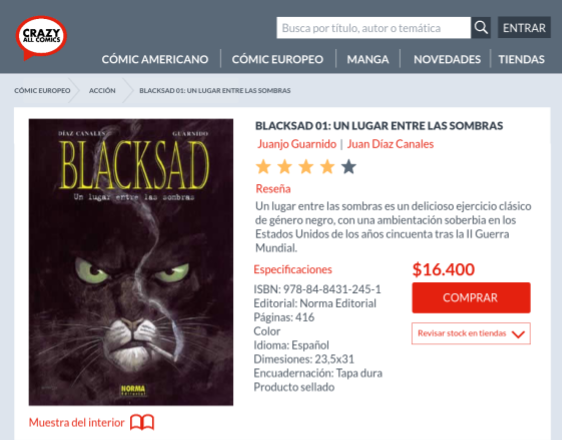 CRAZY
ALL COMICS
Busca por título, autor o temática
ENTRAR
CÓMIC AMERICANO
CÓMIC EUROPEO
MANGA
NOVEDADES
TIENDAS
CÓMIC EUROPEO
ACCIÓN
BLACKSAD 01: UN LUGAR ENTRE LAS SOMBRAS
DÍAZ CANALES
GUARNIDO
BLACKSAD
Un lugar entre las sombras
NORMA
Editorial
Muestra del interior
BLACKSAD 01: UN LUGAR ENTRE LAS SOMBRAS
Juanjo Guarnido | Juan Díaz Canales
Reseña
Un lugar entre las sombras es un delicioso ejercicio clásico
de género negro, con una ambientación soberbia en los
Estados Unidos de los años cincuenta tras la II Guerra
Mundial.
Especificaciones
ISBN: 978-84-8431-245-1
Editorial: Norma Editorial
Páginas: 416
Color
Idioma: Español
Dimesiones: 23,5x31
Encuadernación: Tapa dura
Producto sellado
$16.400
COMPRAR
Revisar stock en tiendas